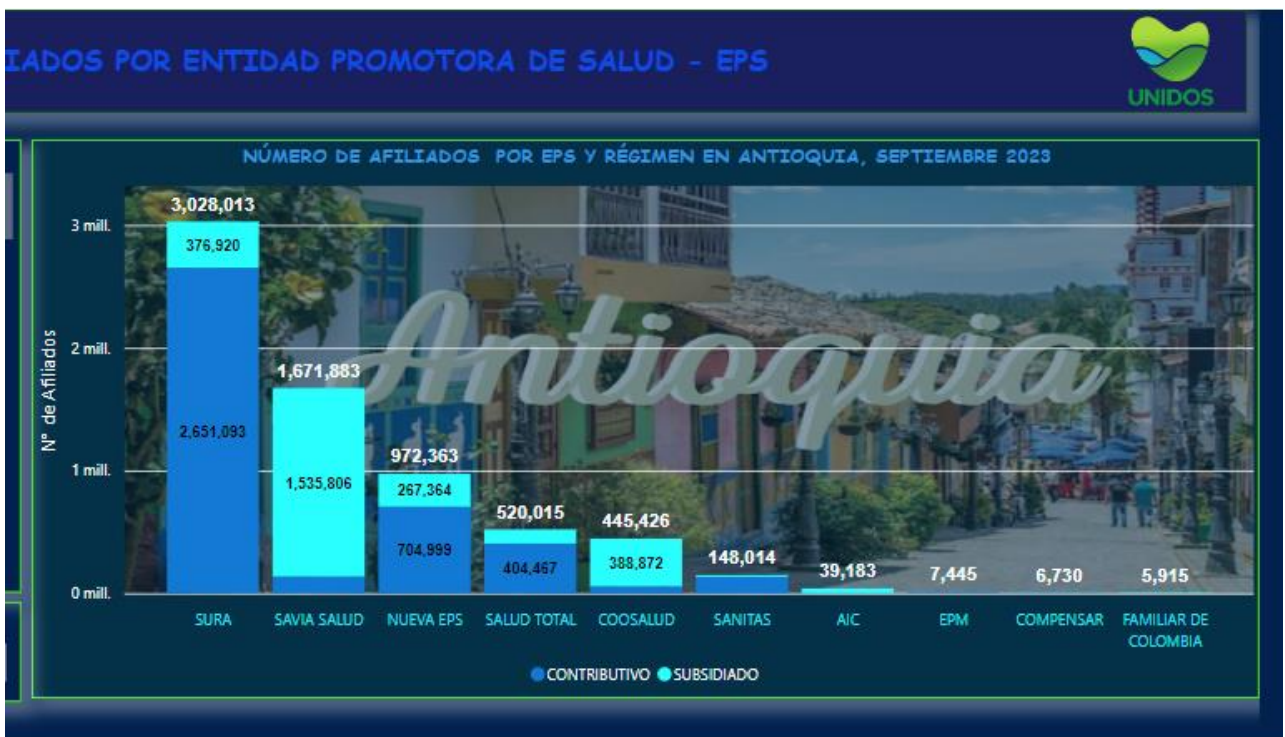 IADOS POR ENTIDAD PROMOTORA DE SALUD - EPS
UNIDOS
NÚMERO DE AFILIADOS POR EPS Y RÉGIMEN EN ANTIOQUIA, SEPTIEMBRE 2023
Antioquia
N° de Afiliados
3 mill.
2 mill.
1 mill.
0 mill.
3,028,013
376,920
2,651,093
1,671,883
1,535,806
972,363
267,364
704,999
520,015
404,467
445,426
388,872
148,014
39,183
7,445
6,730
5,915
SURA
SAVIA SALUD
NUEVA EPS
SALUD TOTAL
COOSALUD
SANITAS
AIC
EPM
COMPENSAR
FAMILIAR DE
COLOMBIA
CONTRIBUTIVO SUBSIDIADO